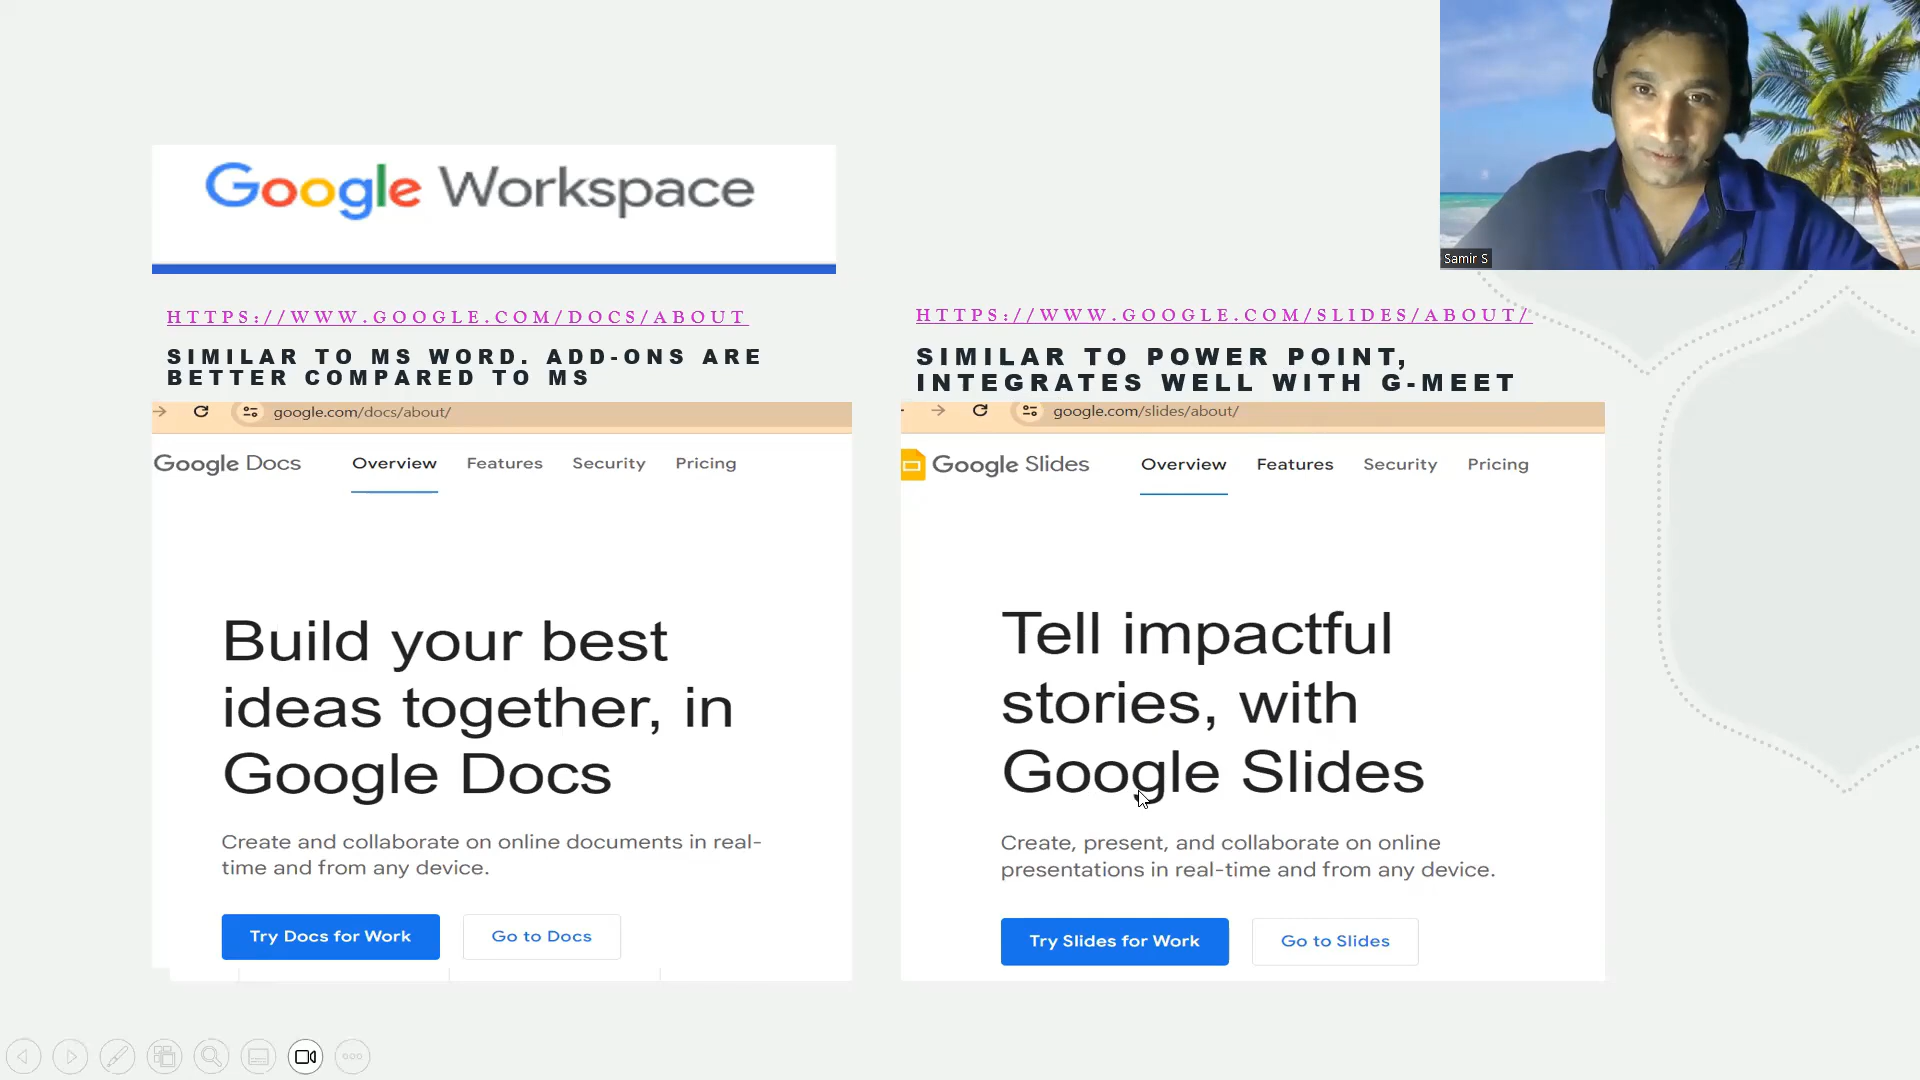 Google Workspace
HTTPS://WWW.GOOGLE.COM/DOCS/ABOUT
SIMILAR TO MS WORD. ADD-ONS ARE
BETTER COMPARED TO MS
google.com/docs/about/
Google Docs Overview Features Security Pricing
Build your best
ideas together, in
Google Docs
Create and collaborate on online documents in real-
time and from any device.
Try Docs for Work Go to Docs
Samir S
HTTPS://WWW.GOOGLE.COM/SLIDES/ABOUT/
SIMILAR TO POWER POINT,
INTEGRATES WELL WITH G-MEET
google.com/slides/about/
Google Slides Overview Features Security Pricing
Tell impactful
stories, with
Google Slides
Create, present, and collaborate on online
presentations in real-time and from any device.
Try Slides for Work Go to Slides